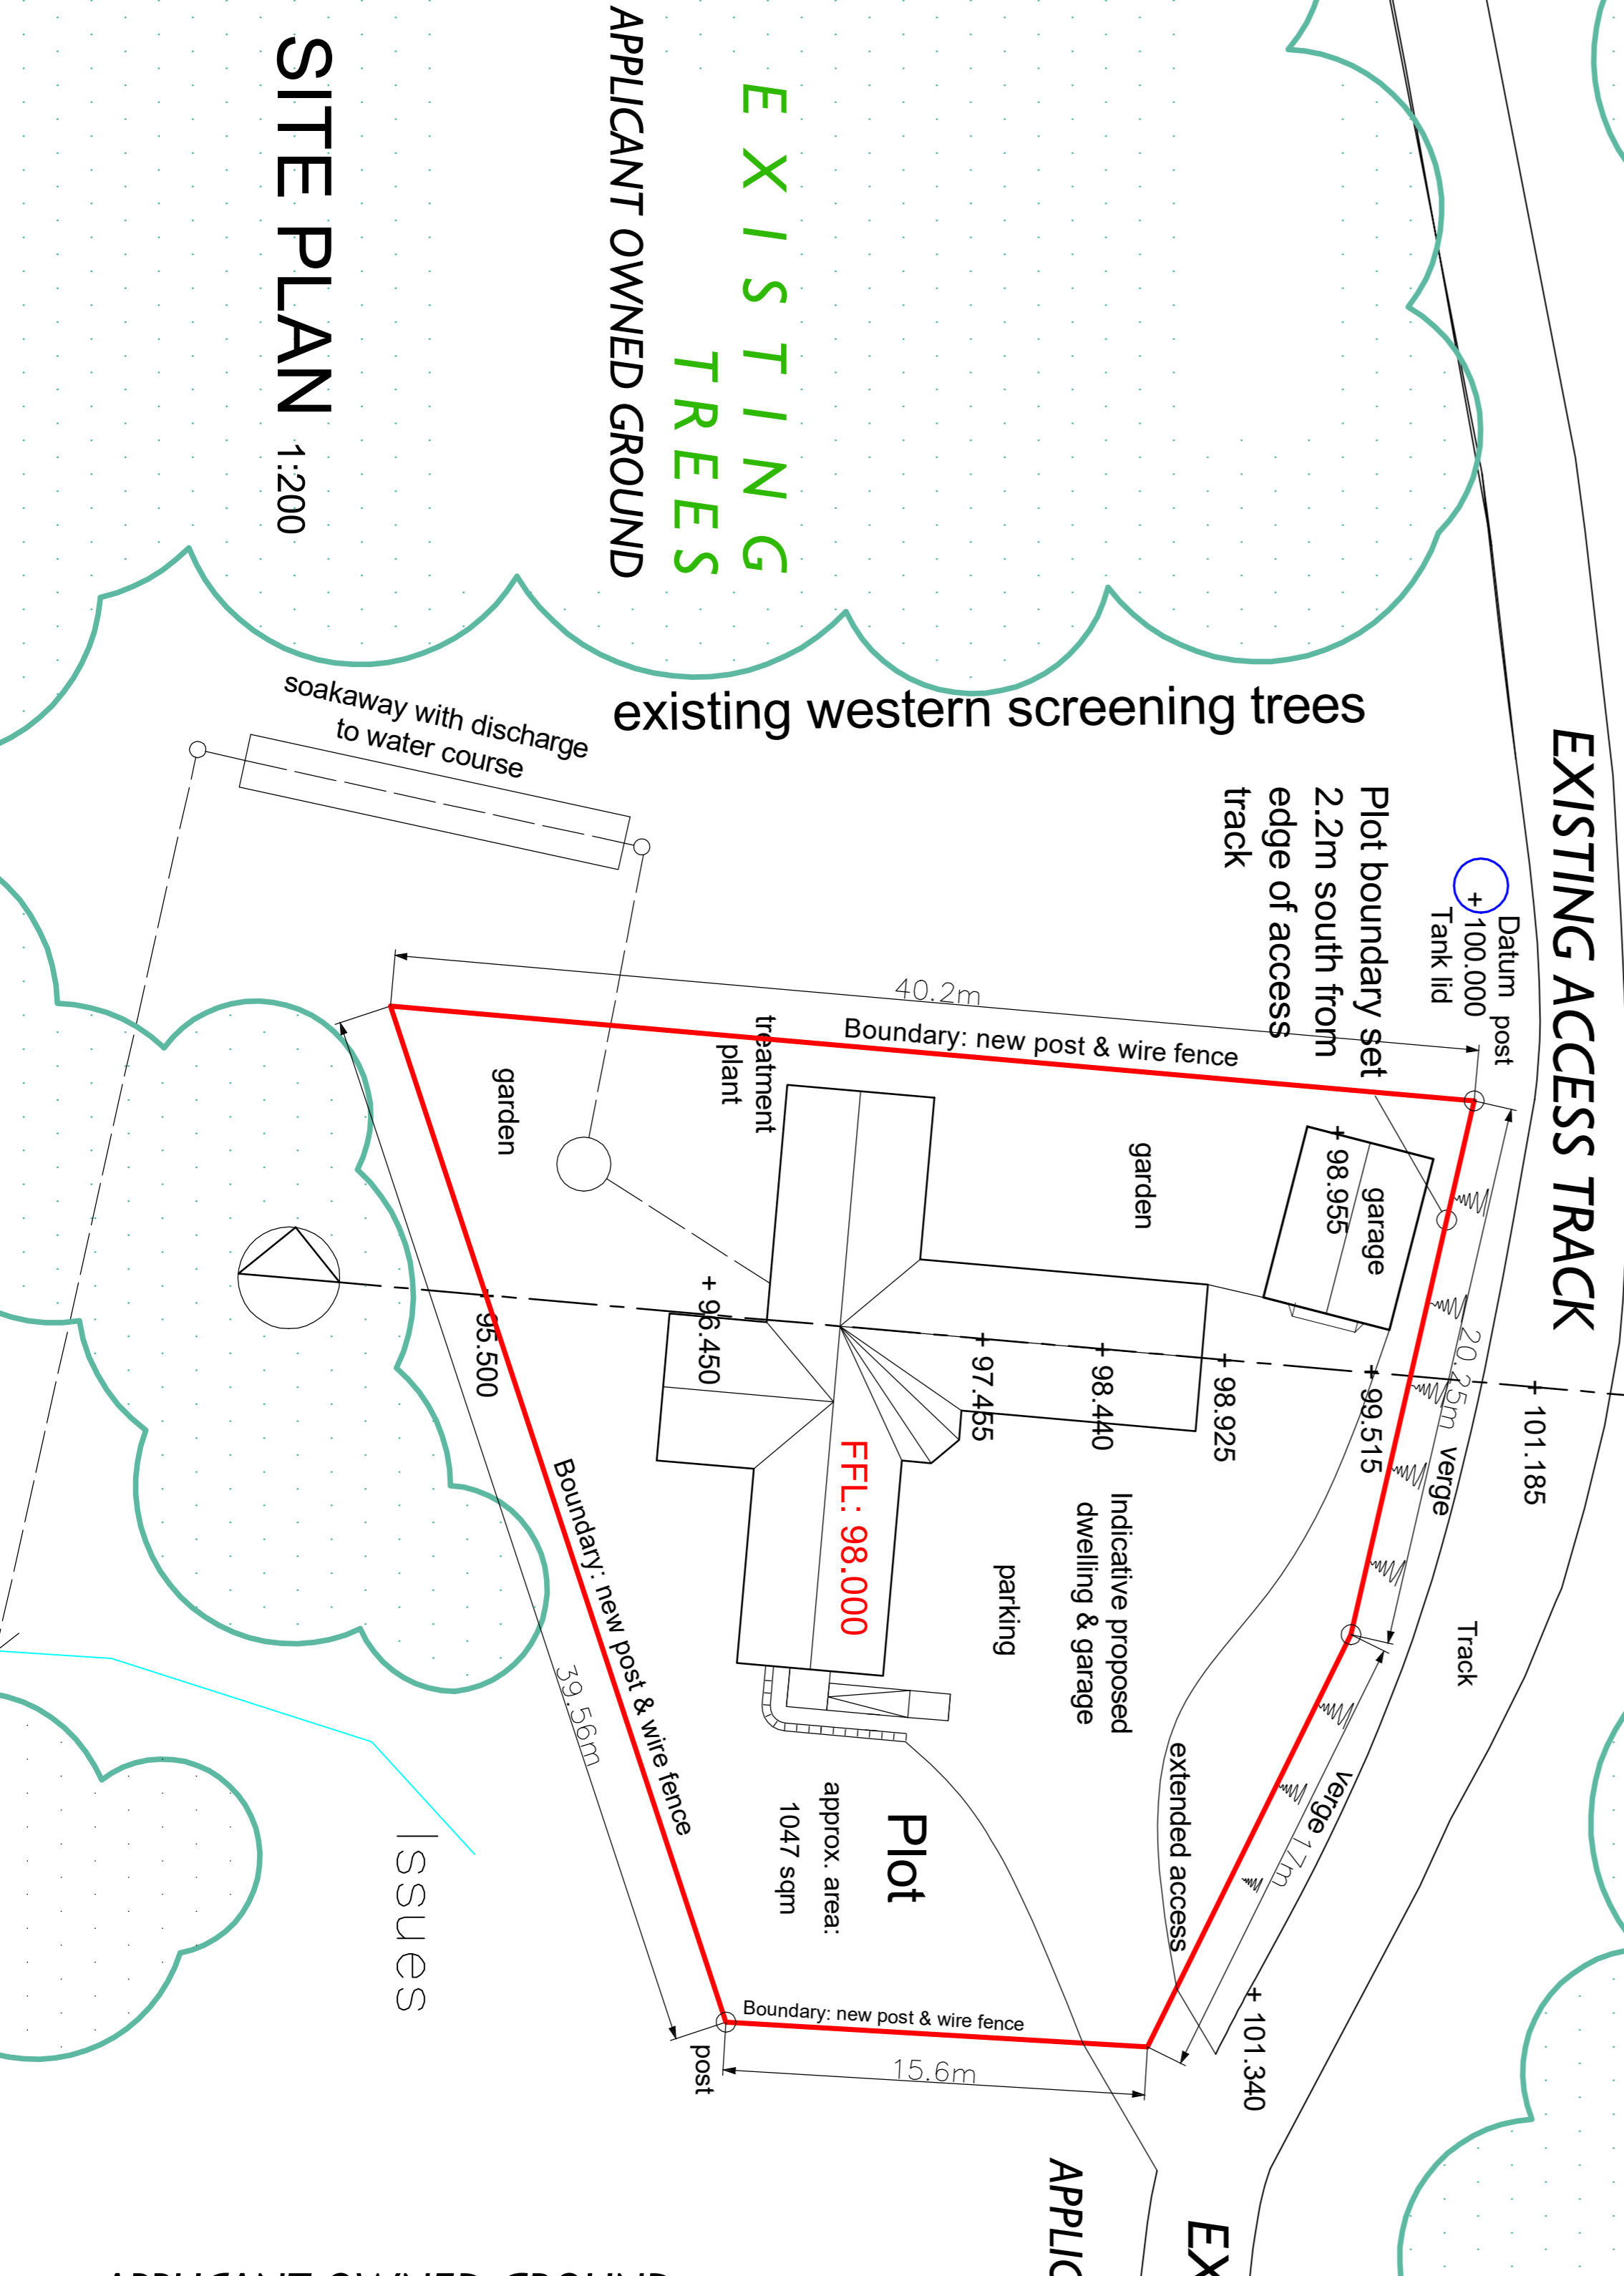 SITE PLAN 1:200
APPLICANT OWNED GROUND
EXISTING
TREES
existing western screening trees
soakaway with discharge
to water course
EXISTING ACCESS TRACK
Plot boundary set
2.2m south from
edge of access
track
Datum post
+ 100.000
Tank lid
40.2m
Boundary: new post & wire fence
treatment
plant
garden
garden
garage
+ 98.955
20.25m
verge
+ 101.185
+ 99.515
+ 98.925
+ 98.440
+ 97.455
+ 96.450
+ 95.500
FFL: 98.000
Indicative proposed
dwelling & garage
parking
Track
verge
17m
extended access
Plot
approx. area:
1047 sqm
Boundary: new post & wire fence
39.56m
Issues
Boundary: new post & wire fence
15.6m
post
+ 101.340
APPLIC
EX
APPLICANT OWNED GROUND